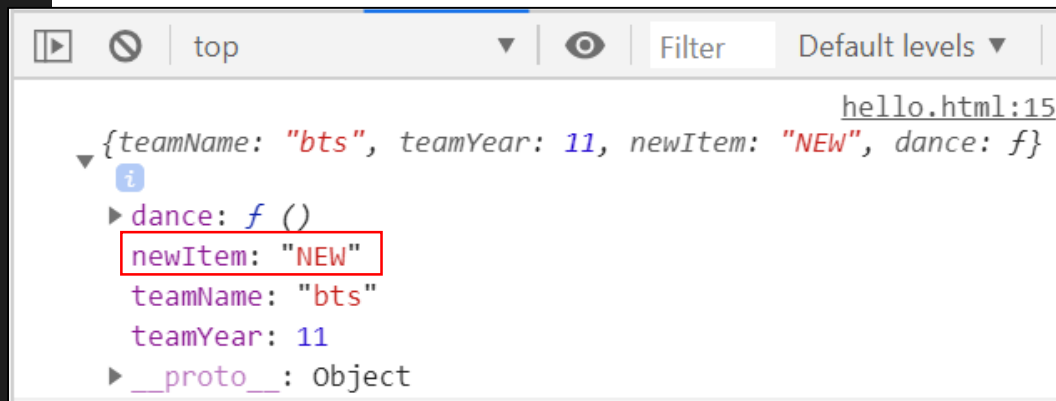 top ▼ Filter Default levels ▼
hello.html:15
▼ {teamName: "bts", teamYear: 11, newItem: "NEW", dance: ƒ}
i
▶ dance: ƒ ()
newItem: "NEW"
teamName: "bts"
teamYear: 11
▶ __proto__: Object